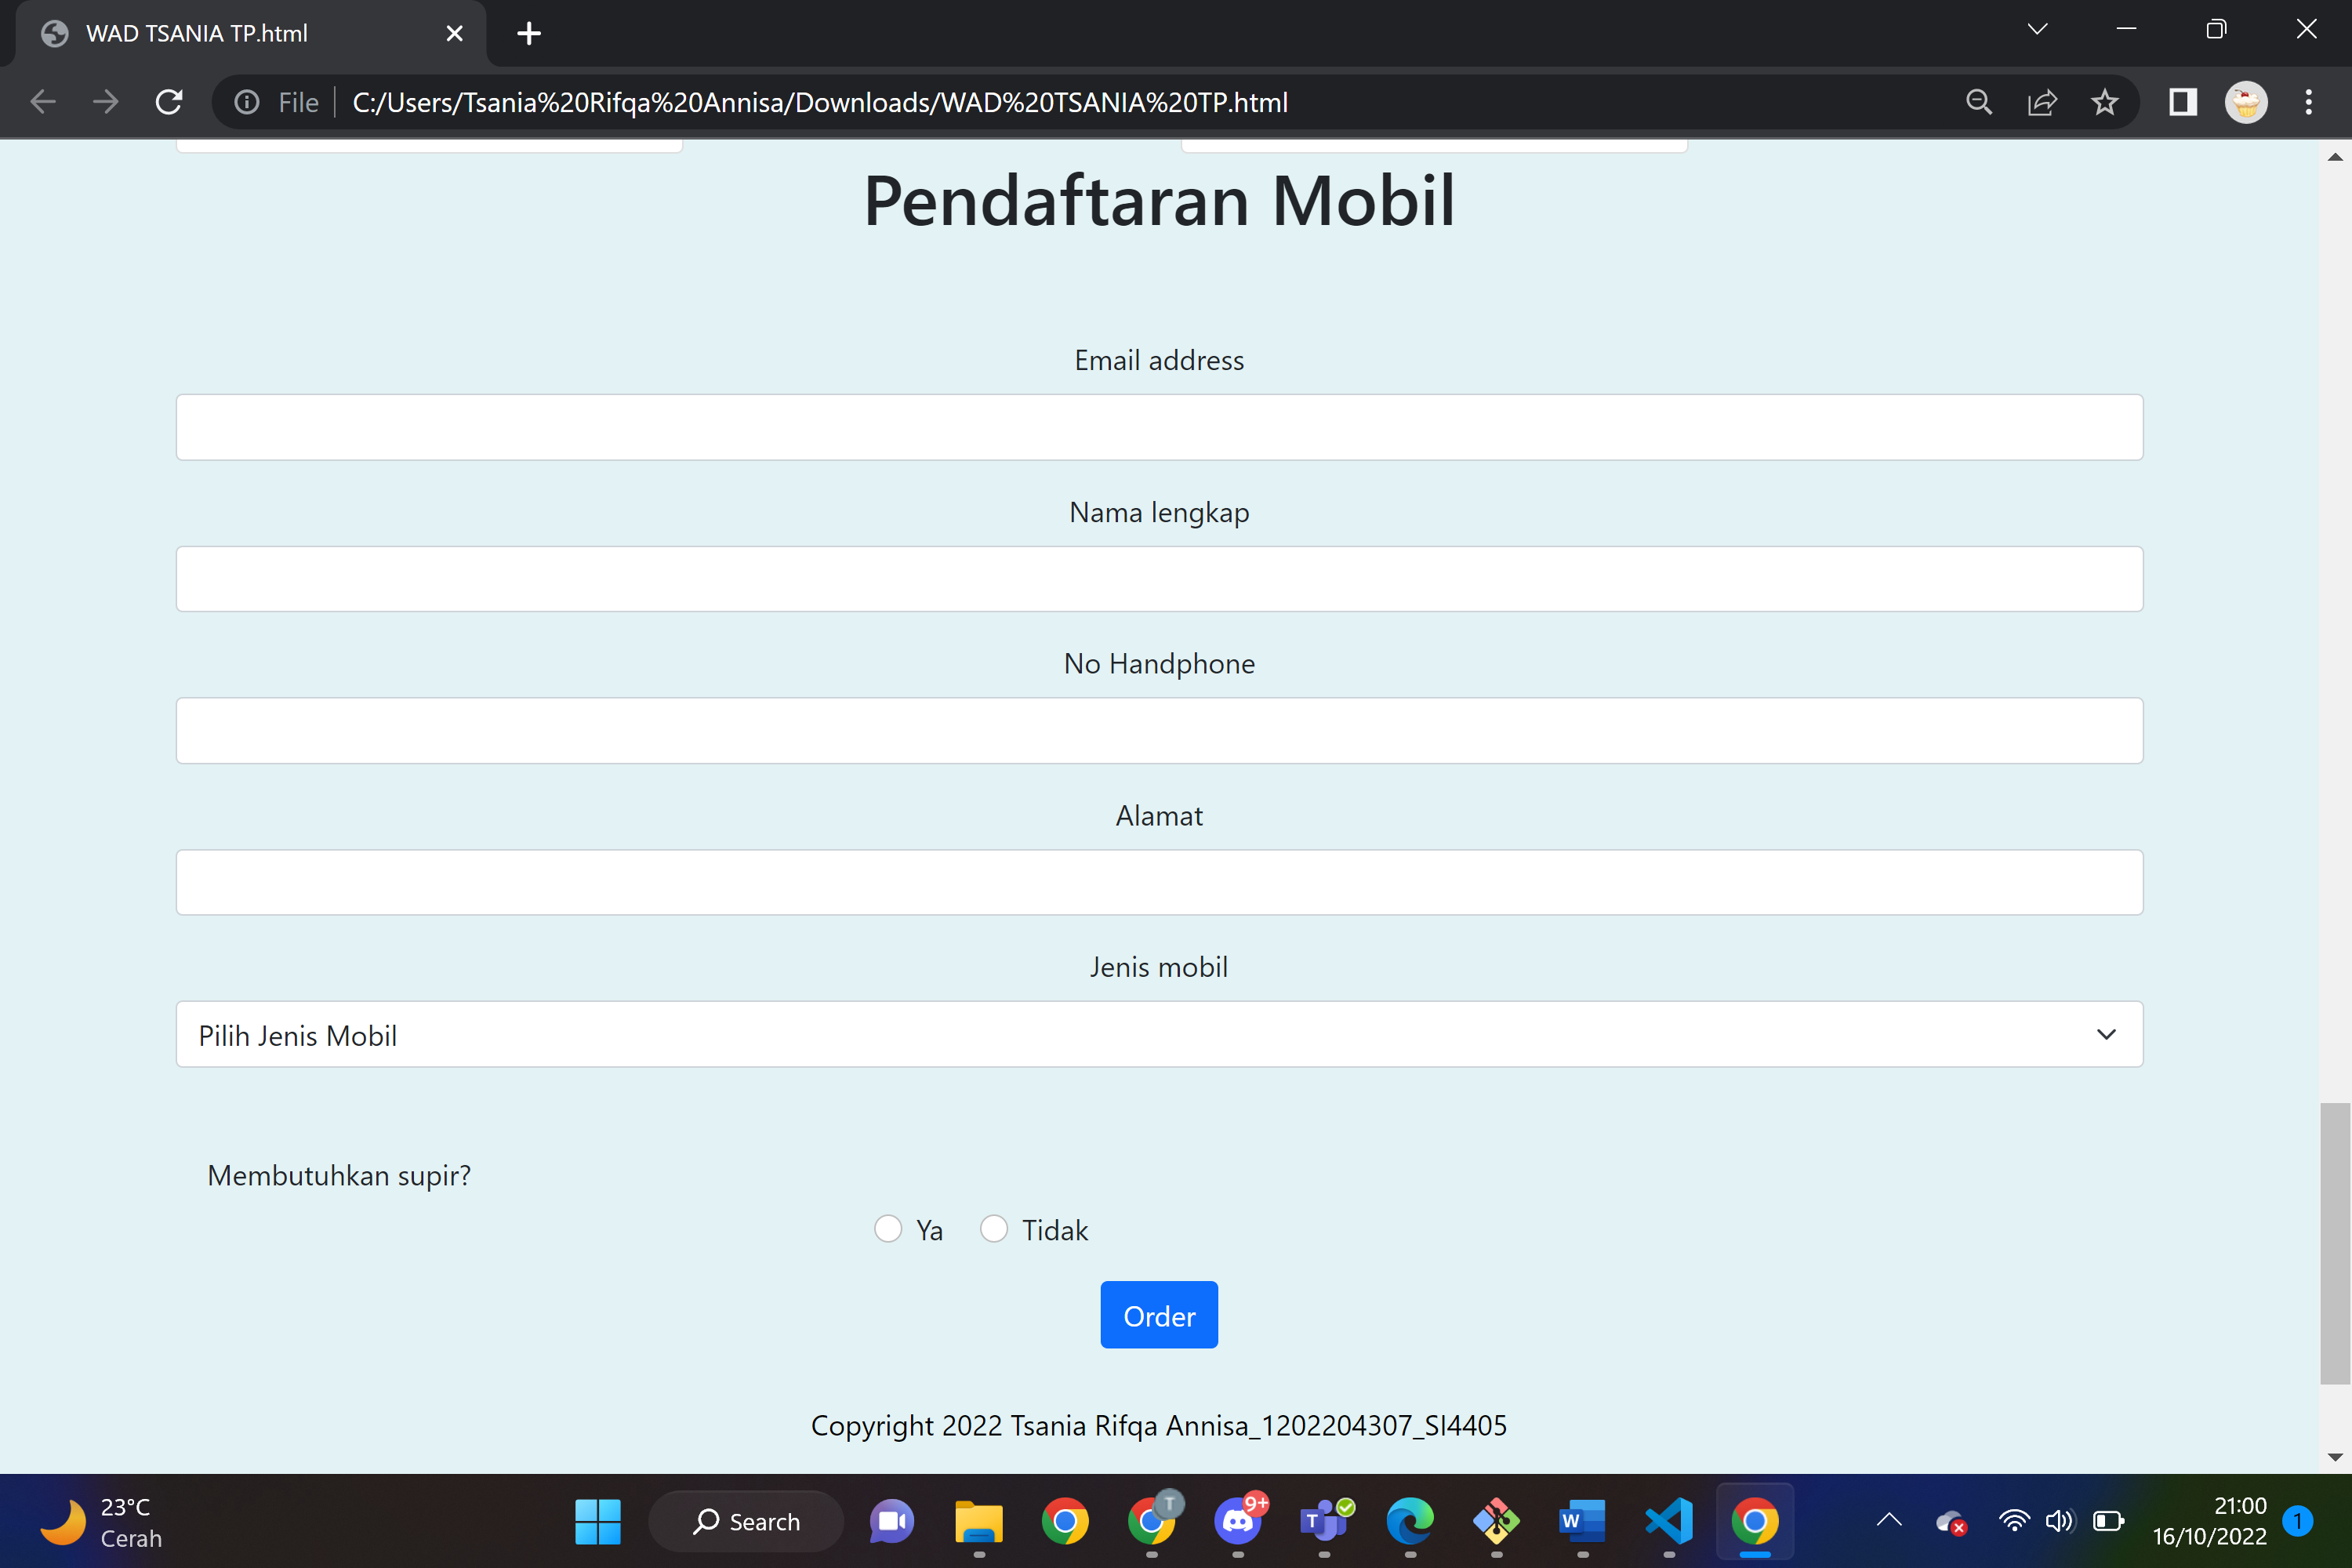 WAD TSANIA TP.html
File
C:/Users/Tsania%20Rifqa%20Annisa/Downloads/WAD%20TSANIA%20TP.html
Pendaftaran Mobil
Email address
Nama lengkap
No Handphone
Alamat
Jenis mobil
Pilih Jenis Mobil
Membutuhkan supir?
Ya Tidak
Order
Copyright 2022 Tsania Rifqa Annisa_1202204307_SI4405
23°C
Cerah
Search
T
9+
T
W
21:00
16/10/2022
1